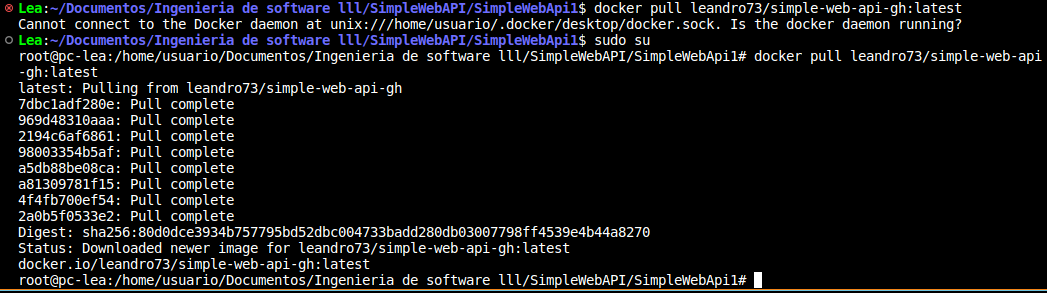 Lea:~/Documentos/Ingenieria de software lll/SimpleWebAPI/SimpleWebApi1$ docker pull leandro73/simple-web-api-gh:latest
Cannot connect to the Docker daemon at unix:///home/usuario/.docker/desktop/docker.sock. Is the docker daemon running?
Lea:~/Documentos/Ingenieria de software lll/SimpleWebAPI/SimpleWebApi1$ sudo su
root@pc-lea:/home/usuario/Documentos/Ingenieria de software lll/SimpleWebAPI/SimpleWebApi1# docker pull leandro73/simple-web-api
-gh:latest
latest: Pulling from leandro73/simple-web-api-gh
7dbc1adf280e: Pull complete
969d48310aaa: Pull complete
2194c6af6861: Pull complete
98003354b5af: Pull complete
a5db88be08ca: Pull complete
a81309781f15: Pull complete
4f4fb700ef54: Pull complete
2a0b5f0533e2: Pull complete
Digest: sha256:80d0dce3934b757795bd52dbc004733badd280db03007798ff4539e4b44a8270
Status: Downloaded newer image for leandro73/simple-web-api-gh:latest
docker.io/leandro73/simple-web-api-gh:latest
root@pc-lea:/home/usuario/Documentos/Ingenieria de software lll/SimpleWebAPI/SimpleWebApi1#